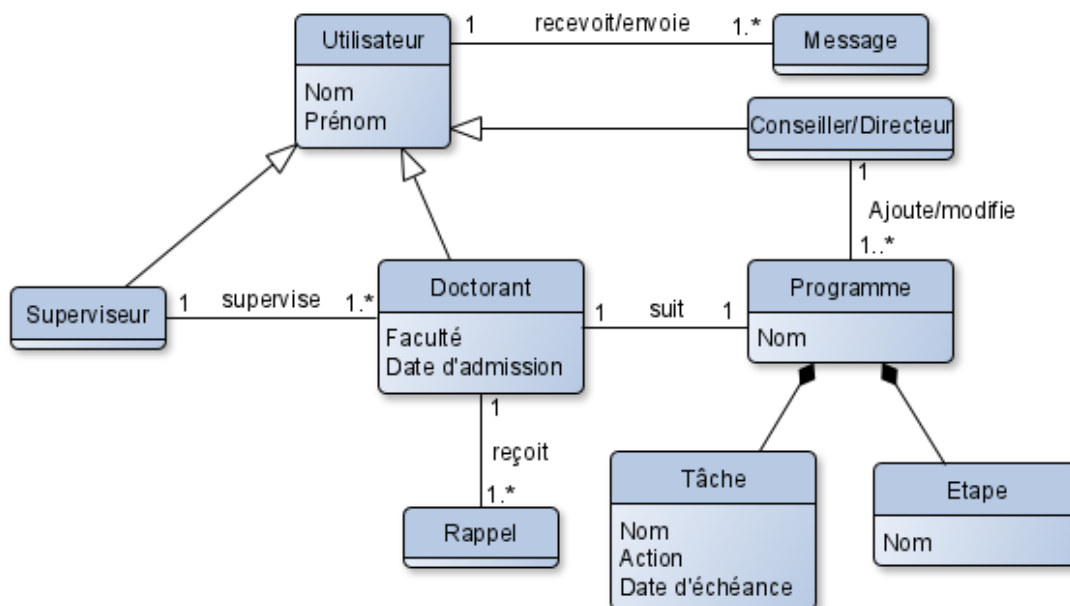 Utilisateur
Nom
Prénom
1 recevoit/envoie 1.*
Message
Conseiller/Directeur
1
Ajoute/modifie
1..*
Superviseur
1 supervise 1.*
Doctorant
Faculté
Date d'admission
1 suit 1
Programme
Nom
1
reçoit
1.*
Rappel
Tâche
Nom
Action
Date d'échéance
Etape
Nom